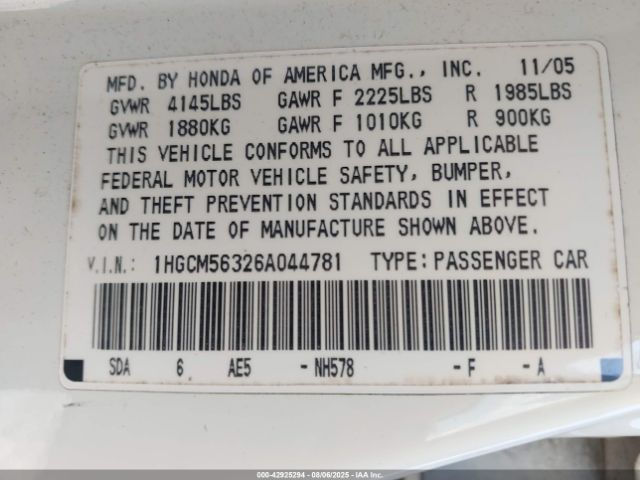 MFD. BY HONDA OF AMERICA MFG., INC. 11/05
GVWR 4145LBS GAWR F 2225LBS R 1985LBS
GVWR 1880KG GAWR F 1010KG R 900KG
THIS VEHICLE CONFORMS TO ALL APPLICABLE
FEDERAL MOTOR VEHICLE SAFETY, BUMPER,
AND THEFT PREVENTION STANDARDS IN EFFECT
ON THE DATE OF MANUFACTURE SHOWN ABOVE.
V.I.N.: 1HGCM56326A044781 TYPE: PASSENGER CAR
SDA 6 AE5 - NH578 - F - A
000-42925294 - 08/06/2025 - IAAI Inc.